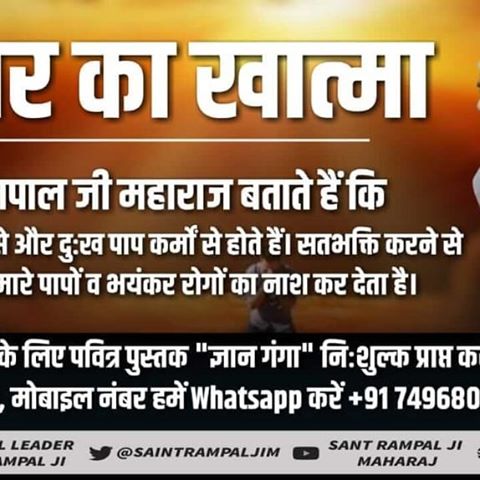 का खात्मा
जी महाराज बताते हैं कि
और दुःख पाप कर्मों से होते हैं। सतभक्ति करने से
पापों व भयंकर रोगों का नाश कर देता है।
के लिए पवित्र पुस्तक "ज्ञान गंगा" निःशुल्क प्राप्त
, मोबाइल नंबर हमें Whatsapp करें +91 749680
LEADER
RAMPAL JI
@SAINTRAMPALJIM
SANT RAMPAL JI
MAHARAJ